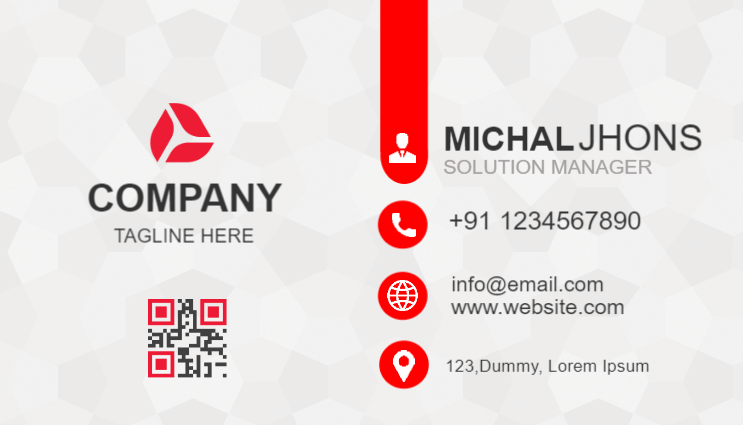 COMPANY
TAGLINE HERE
MICHAL JHONS
SOLUTION MANAGER
+91 1234567890
info@email.com
www.website.com
123,Dummy, Lorem Ipsum